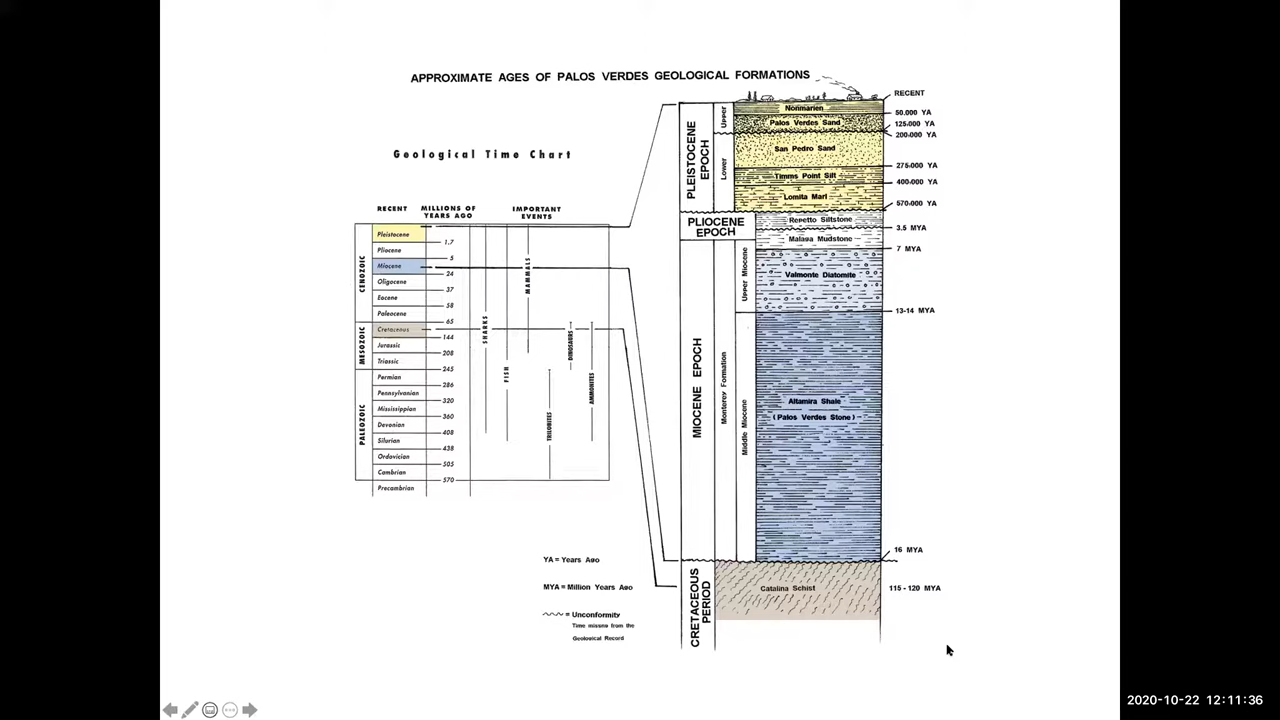 APPROXIMATE AGES OF PALOS VERDES GEOLOGICAL FORMATIONS
Geological Time Chart
RECENT
MILLIONS OF
YEARS AGO
IMPORTANT
EVENTS
CENOZOIC
MESOZOIC
PALEOZOIC
Pleistocene
1.7
Pliocene
5
Miocene
24
Oligocene
37
Eocene
58
Paleocene
65
Cretaceous
144
Jurassic
208
Triassic
245
Permian
286
Pennsylvanian
320
Mississippian
360
Devonian
408
Silurian
438
Ordovician
505
Cambrian
570
Precambrian
SHARKS
FISH
MAMMALS
TRILOBITES
DINOSAURS
AMMONITES
YA = Years Ago
MYA = Million Years Ago
= Unconformity
Time missing from the
Geological Record
PLEISTOCENE
EPOCH
Upper
Lower
PLIOCENE
EPOCH
MIOCENE EPOCH
Monterey Formation
Upper Miocene
Middle Miocene
CRETACEOUS
PERIOD
Nonmarien
Palos Verdes Sand
San Pedro Sand
Timms Point Silt
Lomita Marl
Repetto Siltstone
Malaga Mudstone
Valmonte Diatomite
Altamira Shale
(Palos Verdes Stone)
Catalina Schist
RECENT
50,000 YA
125,000 YA
200,000 YA
275,000 YA
400,000 YA
570,000 YA
3.5 MYA
7 MYA
13-14 MYA
16 MYA
115 - 120 MYA
2020-10-22 12:11:36